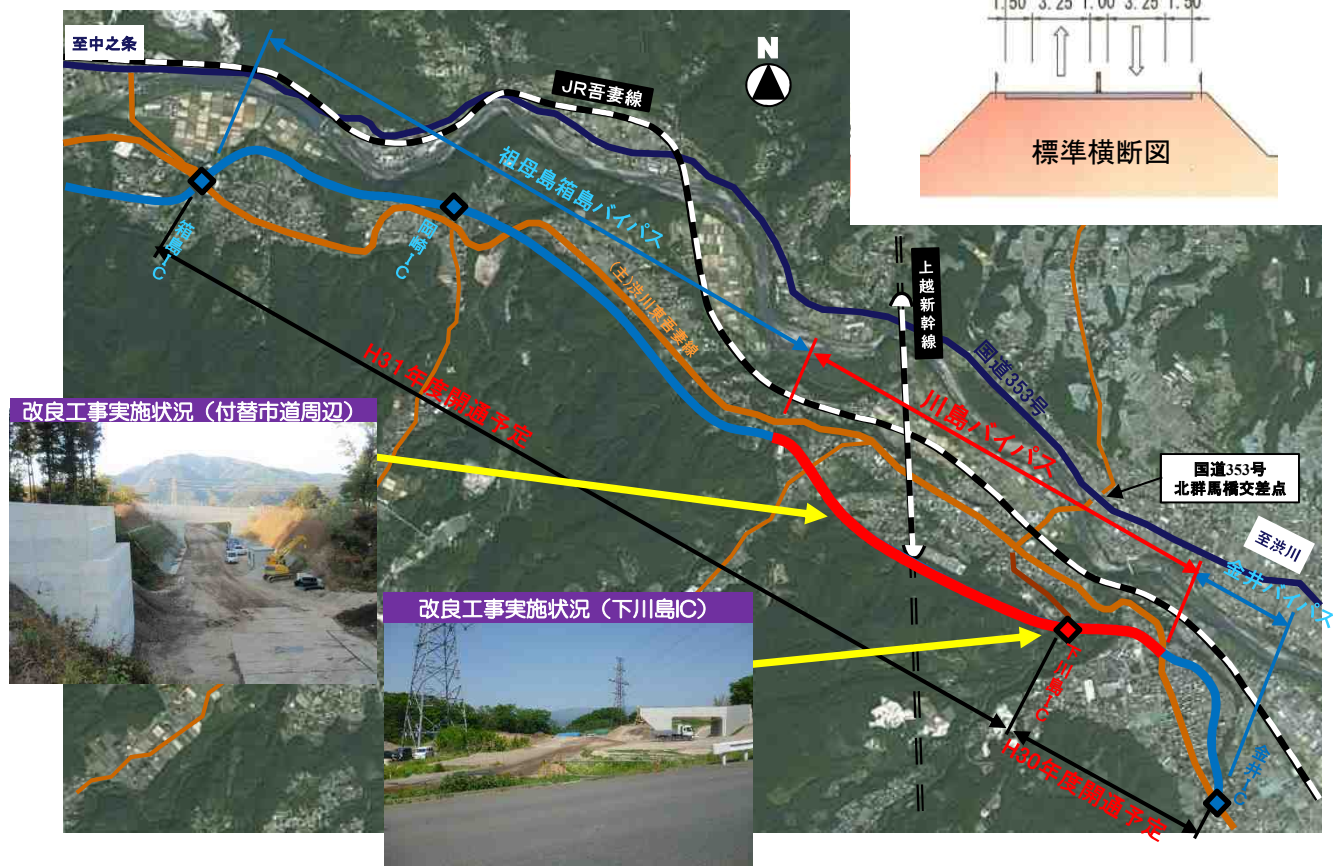 1.50 3.25 1.00 3.25 1.50
標準横断図
至中之条
N
JR吾妻線
祖母島箱島バイパス
箱島IC
岡崎IC
(主)渋川東吾妻線
上越新幹線
国道353号
H31年度開通予定
川島バイパス
国道353号
北群馬橋交差点
至渋川
金井バイパス
改良工事実施状況（付替市道周辺）
改良工事実施状況（下川島IC）
下川島IC
H30年度開通予定
金井IC